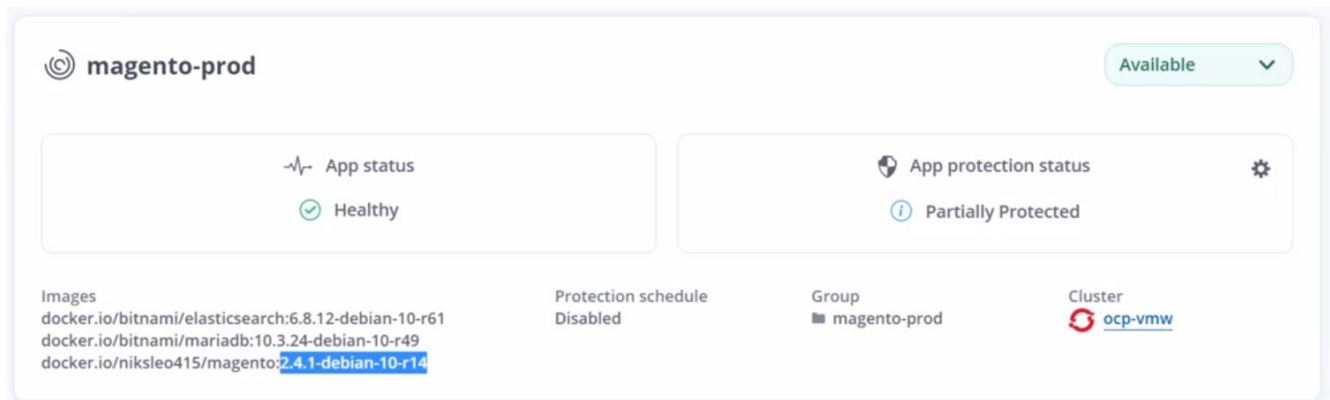 magento-prod
Available
App status
Healthy
App protection status
Partially Protected
Images
docker.io/bitnami/elasticsearch:6.8.12-debian-10-r61
docker.io/bitnami/mariadb:10.3.24-debian-10-r49
docker.io/niksleo415/magento:2.4.1-debian-10-r14
Protection schedule
Disabled
Group
magento-prod
Cluster
ocp-vmw